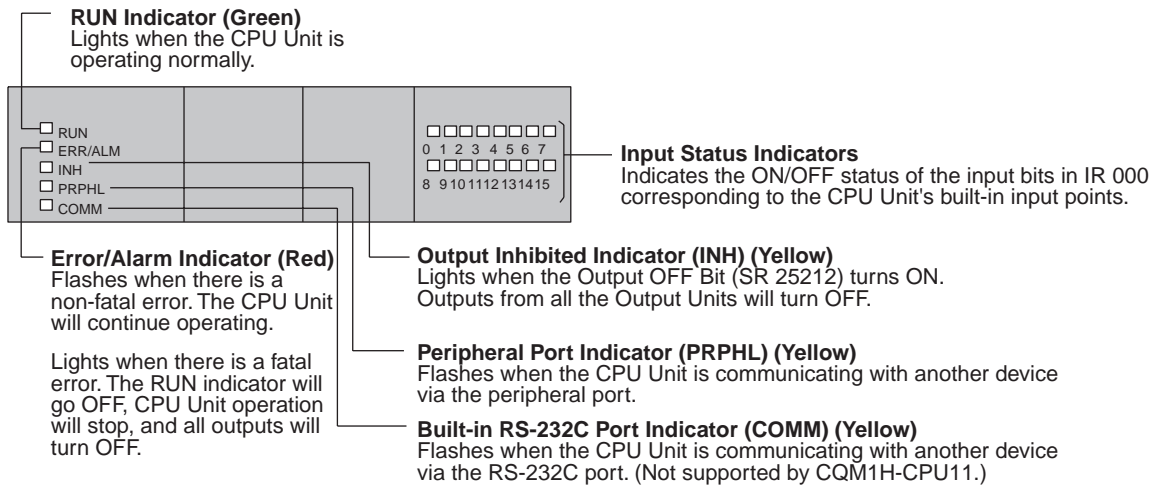 RUN Indicator (Green)
Lights when the CPU Unit is
operating normally.
RUN
ERR/ALM
INH
PRPHL
COMM
0 1 2 3 4 5 6 7
8 9 10 11 12 13 14 15
Input Status Indicators
Indicates the ON/OFF status of the input bits in IR 000
corresponding to the CPU Unit's built-in input points.
Error/Alarm Indicator (Red)
Flashes when there is a
non-fatal error. The CPU Unit
will continue operating.
Lights when there is a fatal
error. The RUN indicator will
go OFF, CPU Unit operation
will stop, and all outputs will
turn OFF.
Output Inhibited Indicator (INH) (Yellow)
Lights when the Output OFF Bit (SR 25212) turns ON.
Outputs from all the Output Units will turn OFF.
Peripheral Port Indicator (PRPHL) (Yellow)
Flashes when the CPU Unit is communicating with another device
via the peripheral port.
Built-in RS-232C Port Indicator (COMM) (Yellow)
Flashes when the CPU Unit is communicating with another device
via the RS-232C port. (Not supported by CQM1H-CPU11.)